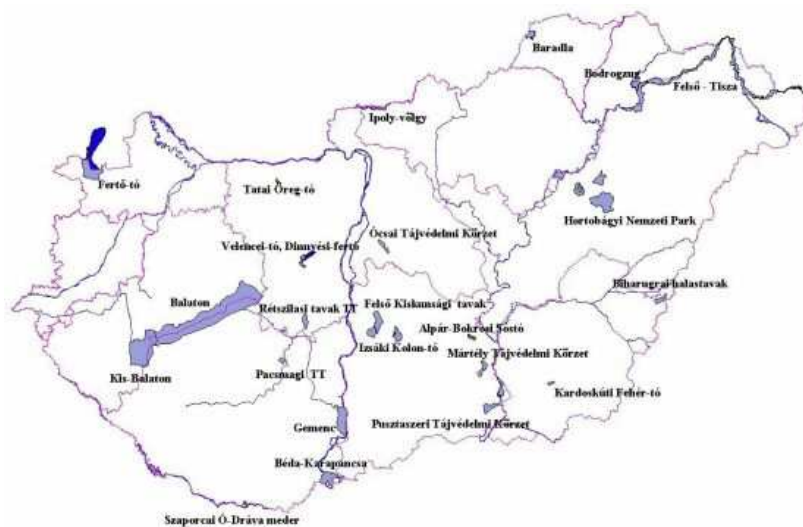 Baradla
Bodrogzug
Felső - Tisza
Ipoly-völgy
Fertő-tó
Tatai Öreg-tó
Hortobágyi Nemzeti Park
Ócsai Tájvédelmi Körzet
Velencei-tó, Dinnyési-fertő
Biharugrai halastavak
Balaton
Rétszilasi tavak TT
Felső Kiskunsági tavak
Alpár-Bokrosi Sóstó
Izsáki Kolon-tó
Mártély Tájvédelmi Körzet
Kis-Balaton
Pacsmagi TT
Kardoskúti Fehér-tó
Gemenc
Pusztaszeri Tájvédelmi Körzet
Béda-Karapancsa
Szaporcai Ó-Dráva meder